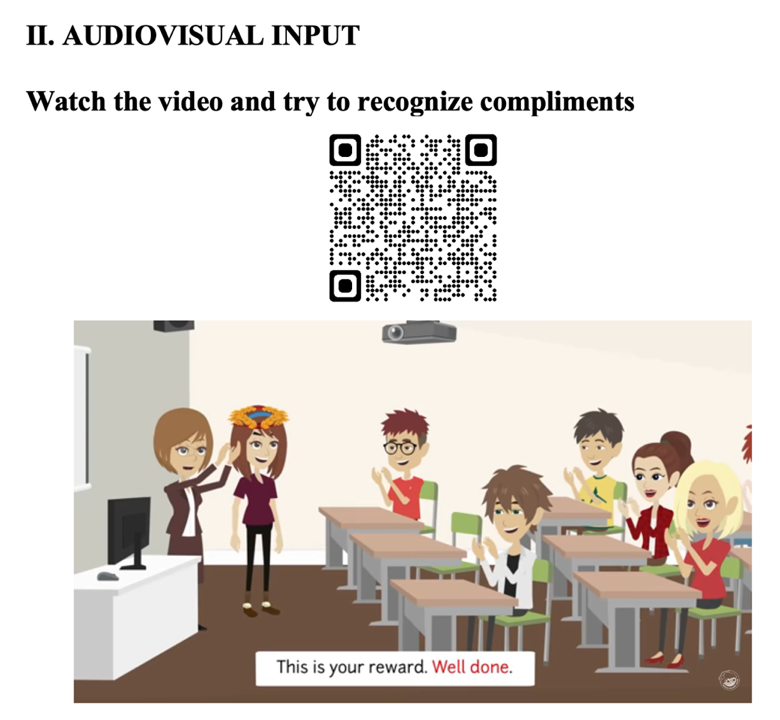 II. AUDIOVISUAL INPUT
Watch the video and try to recognize compliments
This is your reward. Well done.